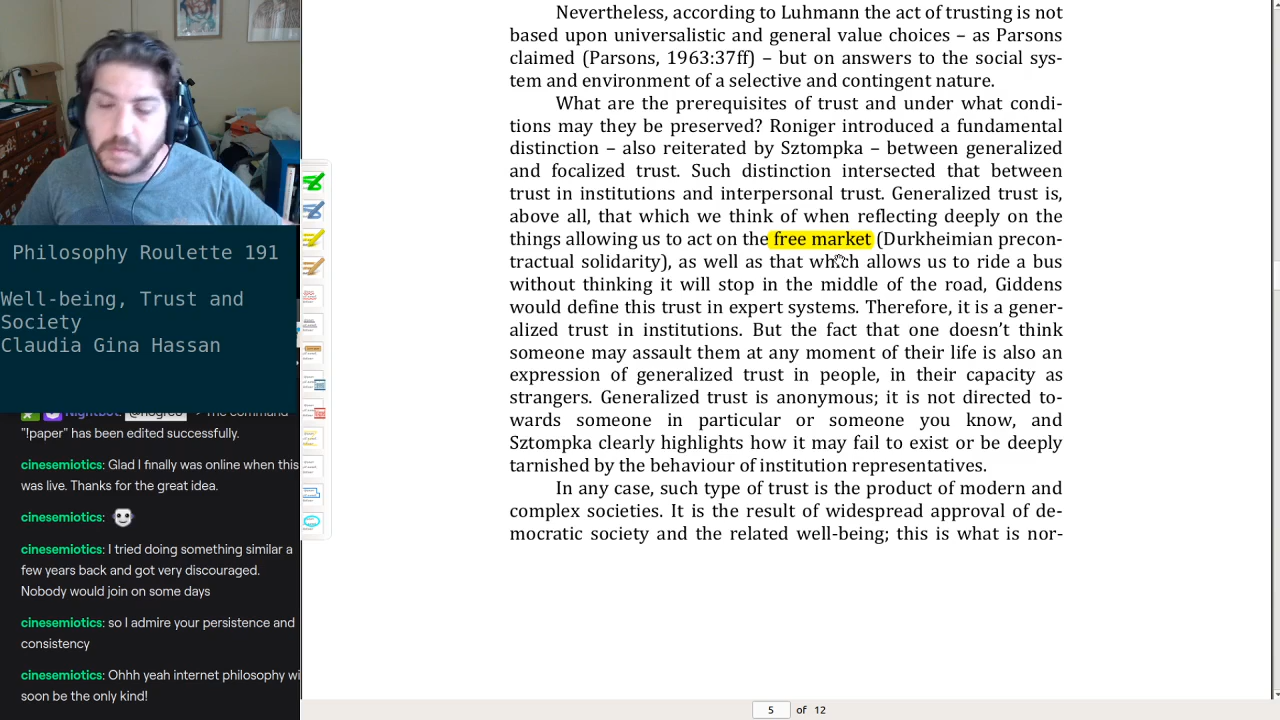 Philosophy Roulette 191
Well-being, Trust and
Society
Claudia Gina Hassan
"!paper" has been edited successfully.
cinesemiotics: Glad I fnally was online when this
was live. Thanks for the great idea.
cinesemiotics:
cinesemiotics: I tried doing something similar a
few years back and got very discouraged.
Nobody would join on some days
cinesemiotics: so I admire your persistence and
consistency
cinesemiotics: Ohhh yeah internet philosophy wi
soon be the only kind!
Nevertheless, according to Luhmann the act of trusting is not
based upon universalistic and general value choices – as Parsons
claimed (Parsons, 1963:37ff) – but on answers to the social sys-
tem and environment of a selective and contingent nature.
What are the prerequisites of trust and under what condi-
tions may they be preserved? Roniger introduced a fundamental
distinction – also reiterated by Sztompka – between generalized
and focalized trust. Such distinction intersected that between
trust in institutions and interpersonal trust. Generalized trust is,
above all, that which we think of when reflecting deeply on the
things allowing us to act on the free market (Durkheimian precon-
tractual solidarity), as well as that which allows us to ride a bus
without thinking it will stop in the middle of the road, or citizens
would not use the public transport system. Therefore, it is a gener-
alized trust in institutions. But the fact that one doesn't think
someone may assault them at any moment of their life is also an
expression of generalized trust in people, in their capacity as
strangers. Generalized trust is anonymous; it is not directed to-
wards people or institutions one necessarily knows and
Sztompka clearly highlights how it may fail to exist or be deeply
tarnished by the behaviour of institutional representatives.
In any case, such type of trust is the product of modern and
complex societies. It is the result of widespread approval of de-
mocratic society and the related well-being; this is what is nor-
5 of 12